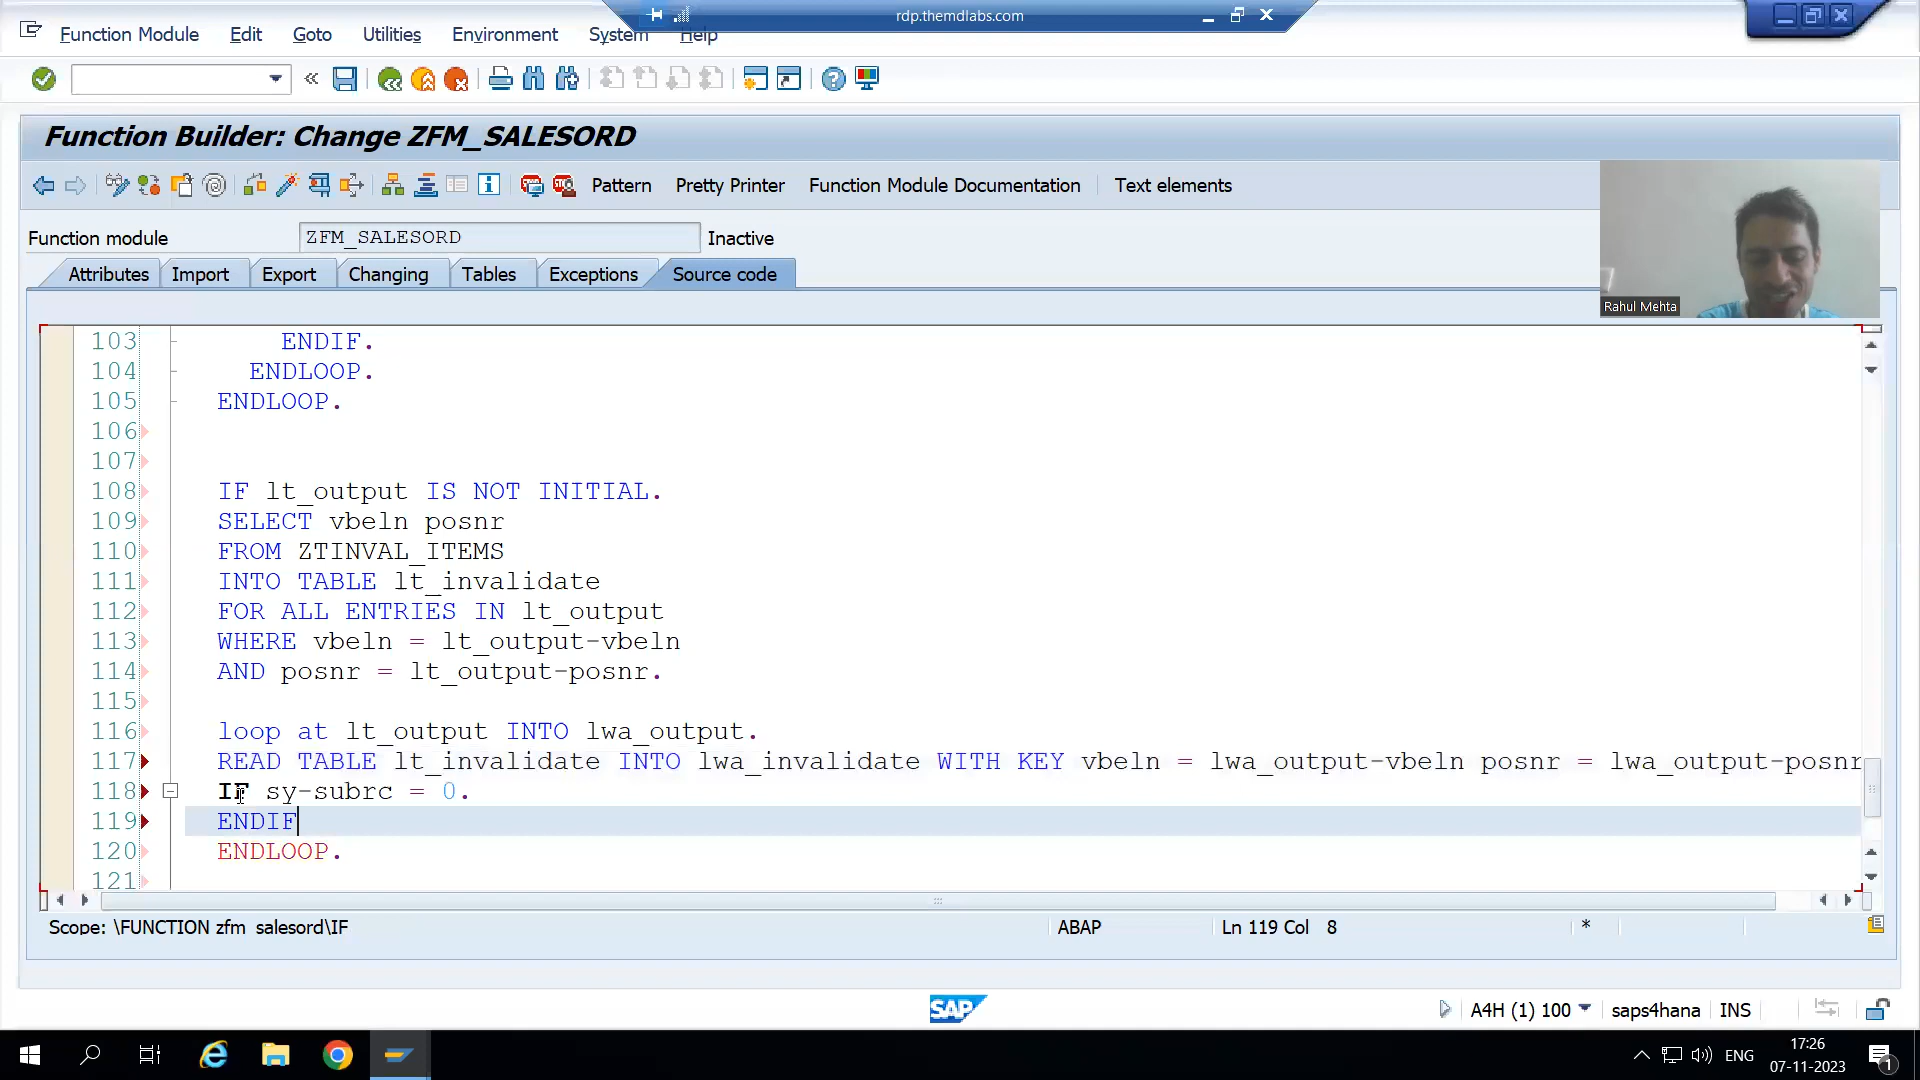 rdp.themdlabs.com
Function Module Edit Goto Utilities Environment System Help
Function Builder: Change ZFM_SALESORD
Pattern Pretty Printer Function Module Documentation Text elements
Function module ZFM_SALESORD Inactive
Attributes Import Export Changing Tables Exceptions Source code
Rahul Mehta
103 ENDIF.
104 ENDLOOP.
105 ENDLOOP.
106
107
108 IF lt_output IS NOT INITIAL.
109 SELECT vbeln posnr
110 FROM ZTINVAL_ITEMS
111 INTO TABLE lt_invalidate
112 FOR ALL ENTRIES IN lt_output
113 WHERE vbeln = lt_output-vbeln
114 AND posnr = lt_output-posnr.
115
116 loop at lt_output INTO lwa_output.
117 READ TABLE lt_invalidate INTO lwa_invalidate WITH KEY vbeln = lwa_output-vbeln posnr = lwa_output-posnr
118 IF sy-subrc = 0.
119 ENDIF
120 ENDLOOP.
121
Scope: \FUNCTION zfm_salesord\IF ABAP Ln 119 Col 8 *
SAP A4H (1) 100 saps4hana INS
ENG 17:26
07-11-2023
1